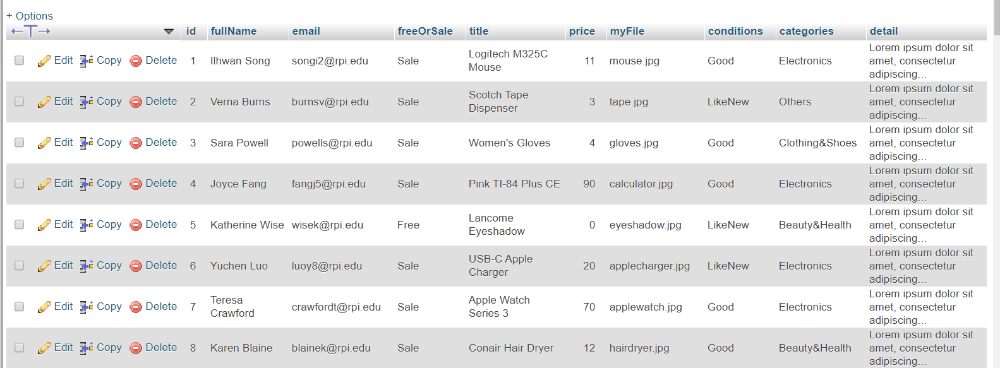 + Options
←T→ id fullName email freeOrSale title price myFile conditions categories detail
Edit Copy Delete 1 Ilhwan Song songi2@rpi.edu Sale Logitech M325C Mouse 11 mouse.jpg Good Electronics Lorem ipsum dolor sit amet, consectetur adipiscing...
Edit Copy Delete 2 Verna Burns burnsv@rpi.edu Sale Scotch Tape Dispenser 3 tape.jpg LikeNew Others Lorem ipsum dolor sit amet, consectetur adipiscing...
Edit Copy Delete 3 Sara Powell powells@rpi.edu Sale Women's Gloves 4 gloves.jpg Good Clothing&Shoes Lorem ipsum dolor sit amet, consectetur adipiscing...
Edit Copy Delete 4 Joyce Fang fangj5@rpi.edu Sale Pink TI-84 Plus CE 90 calculator.jpg Good Electronics Lorem ipsum dolor sit amet, consectetur adipiscing...
Edit Copy Delete 5 Katherine Wise wisek@rpi.edu Free Lancome Eyeshadow 0 eyeshadow.jpg LikeNew Beauty&Health Lorem ipsum dolor sit amet, consectetur adipiscing...
Edit Copy Delete 6 Yuchen Luo luoy8@rpi.edu Sale USB-C Apple Charger 20 applecharger.jpg LikeNew Electronics Lorem ipsum dolor sit amet, consectetur adipiscing...
Edit Copy Delete 7 Teresa Crawford crawfordt@rpi.edu Sale Apple Watch Series 3 70 applewatch.jpg Good Electronics Lorem ipsum dolor sit amet, consectetur adipiscing...
Edit Copy Delete 8 Karen Blaine blainek@rpi.edu Sale Conair Hair Dryer 12 hairdryer.jpg Good Beauty&Health Lorem ipsum dolor sit amet, consectetur adipiscing...